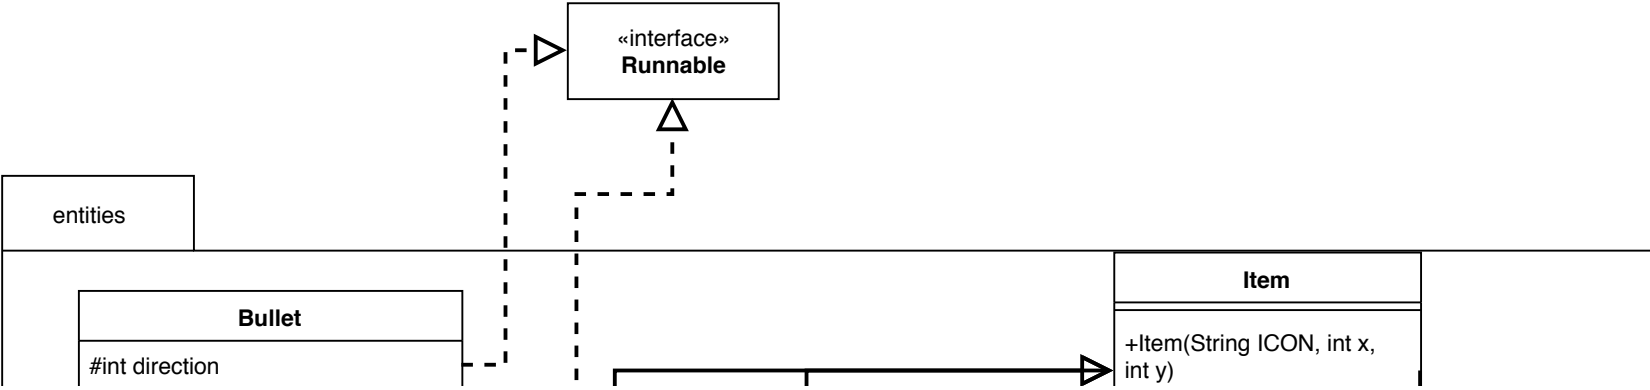 «interface»
Runnable
entities
Item
Bullet
+Item(String ICON, int x,
int y)
#int direction